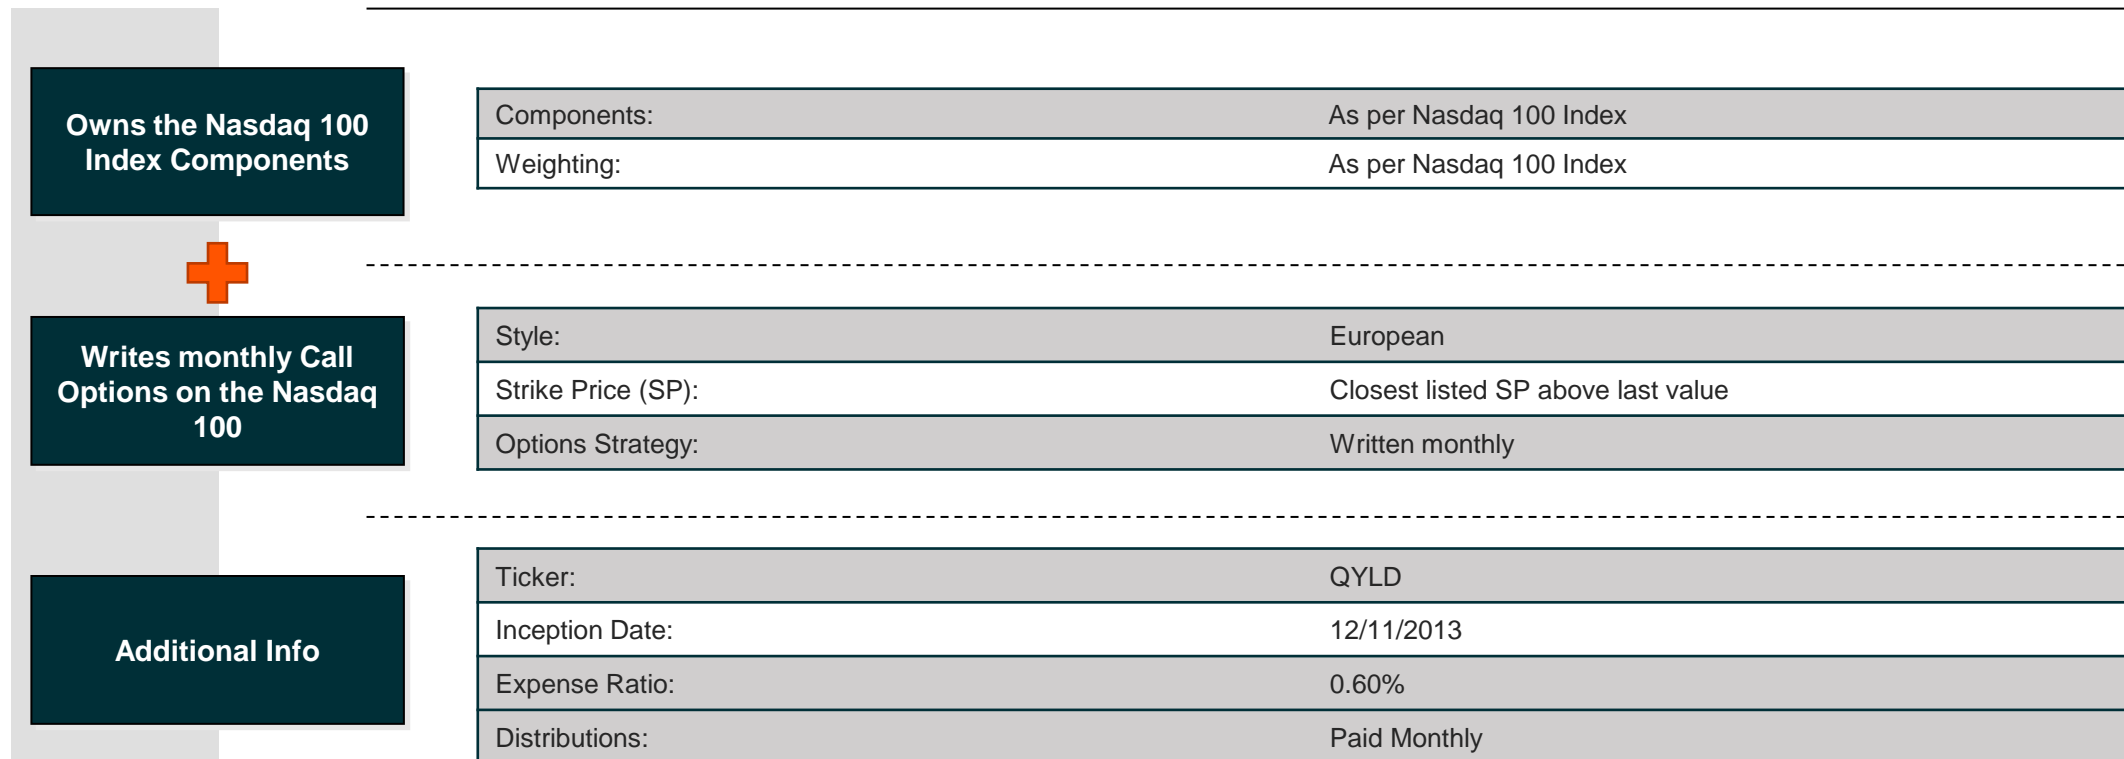 Owns the Nasdaq 100
Index Components
Components: As per Nasdaq 100 Index
Weighting: As per Nasdaq 100 Index
Writes monthly Call
Options on the Nasdaq
100
Style: European
Strike Price (SP): Closest listed SP above last value
Options Strategy: Written monthly
Additional Info
Ticker: QYLD
Inception Date: 12/11/2013
Expense Ratio: 0.60%
Distributions: Paid Monthly